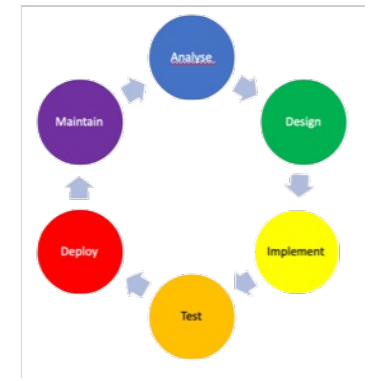 Analyse
Design
Implement
Test
Deploy
Maintain